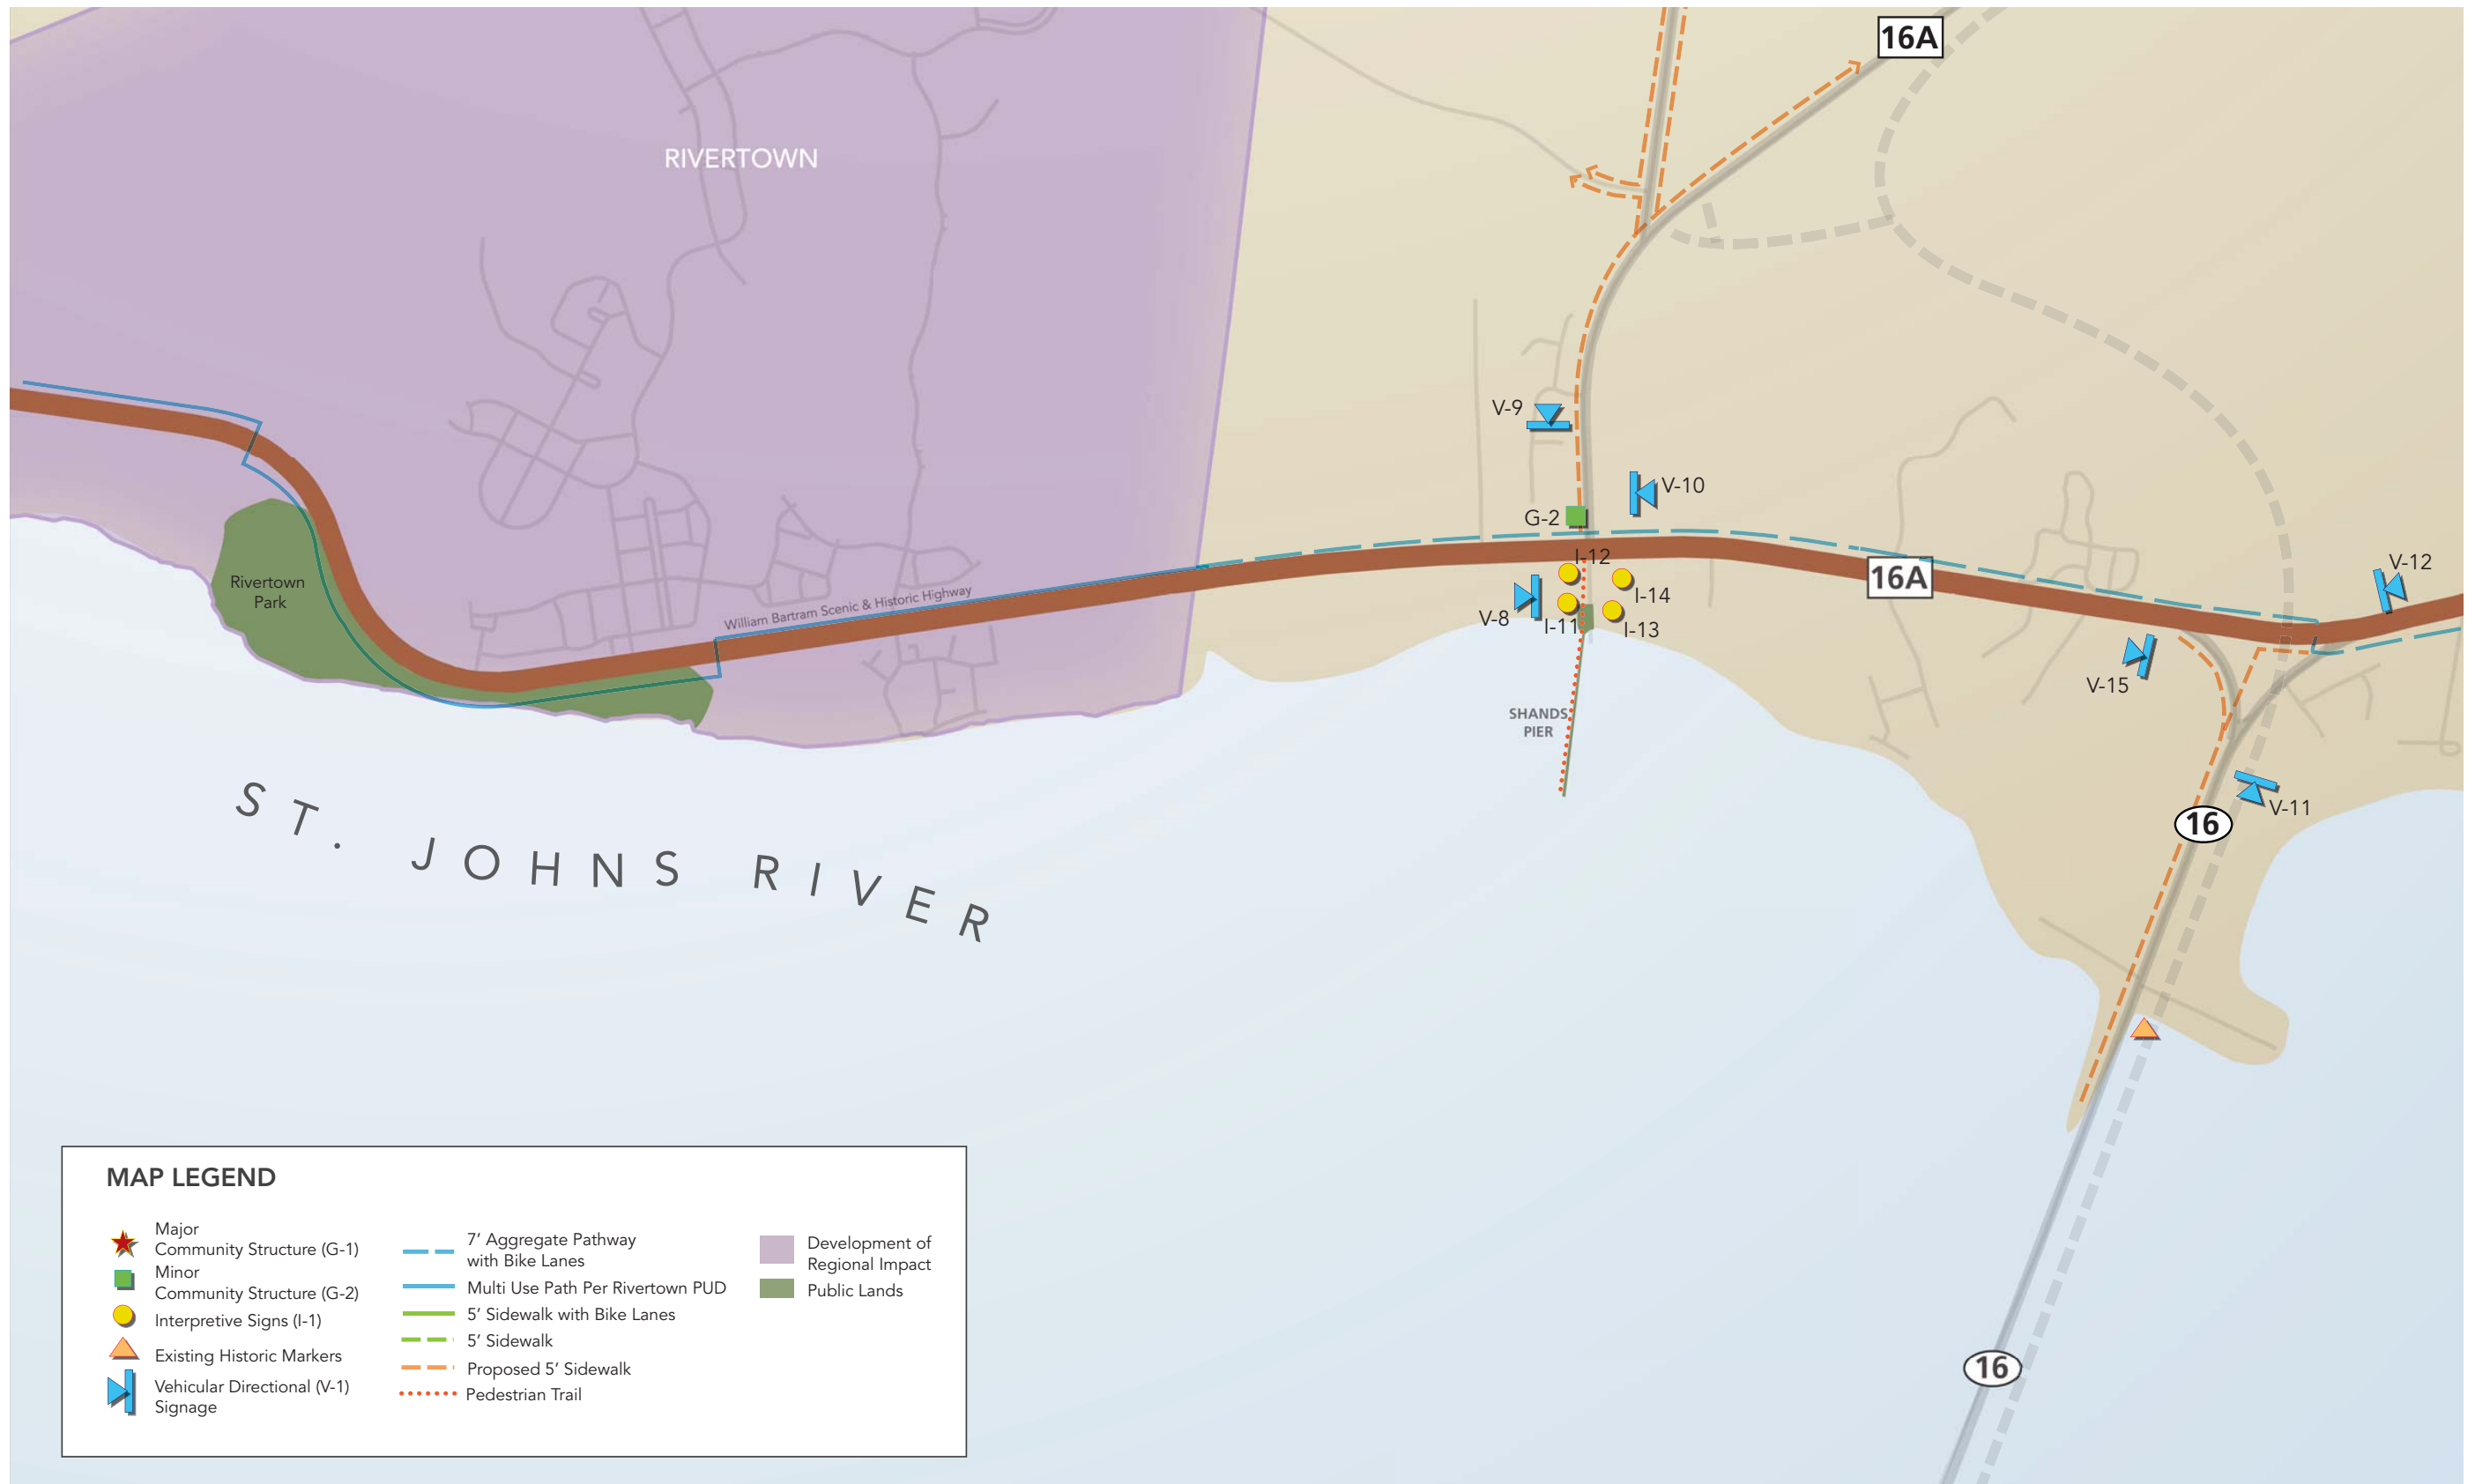 16A
RIVERTOWN
V-9
V-10
G-2
I-12
16A
V-12
Rivertown
Park
William Bartram Scenic & Historic Highway
I-14
V-8
I-11
I-13
V-15
SHANDS
PIER
V-11
16
ST. JOHNS RIVER
16
MAP LEGEND
Major
Community Structure (G-1)
Minor
Community Structure (G-2)
Interpretive Signs (I-1)
Existing Historic Markers
Vehicular Directional (V-1)
Signage
7’ Aggregate Pathway
with Bike Lanes
Multi Use Path Per Rivertown PUD
5’ Sidewalk with Bike Lanes
5’ Sidewalk
Proposed 5’ Sidewalk
Pedestrian Trail
Development of
Regional Impact
Public Lands